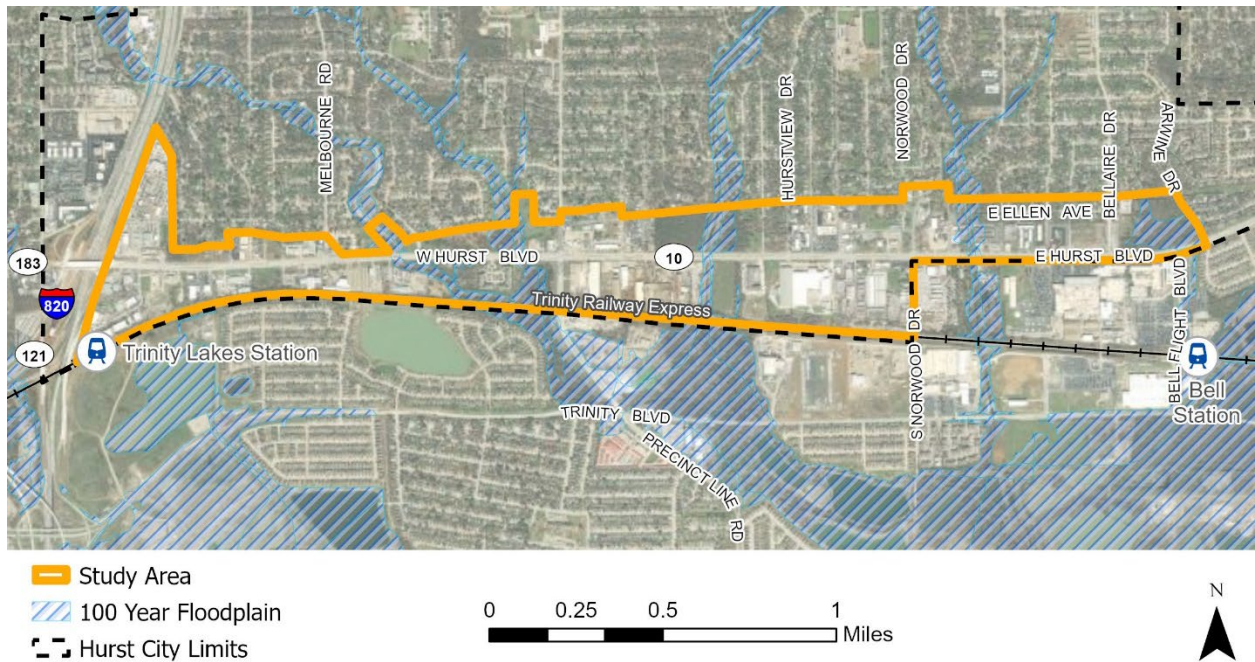 MELBOURNE RD
HURSTVIEW DR
NORWOOD DR
BELLAIRE DR
ARWINE DR
E ELLEN AVE
W HURST BLVD
10
E HURST BLVD
183
820
121
Trinity Railway Express
Trinity Lakes Station
S NORWOOD DR
BELL FLIGHT BLVD
Bell
Station
TRINITY BLVD
PRECINCT LINE RD
Study Area
100 Year Floodplain
Hurst City Limits
0 0.25 0.5 1
Miles
N